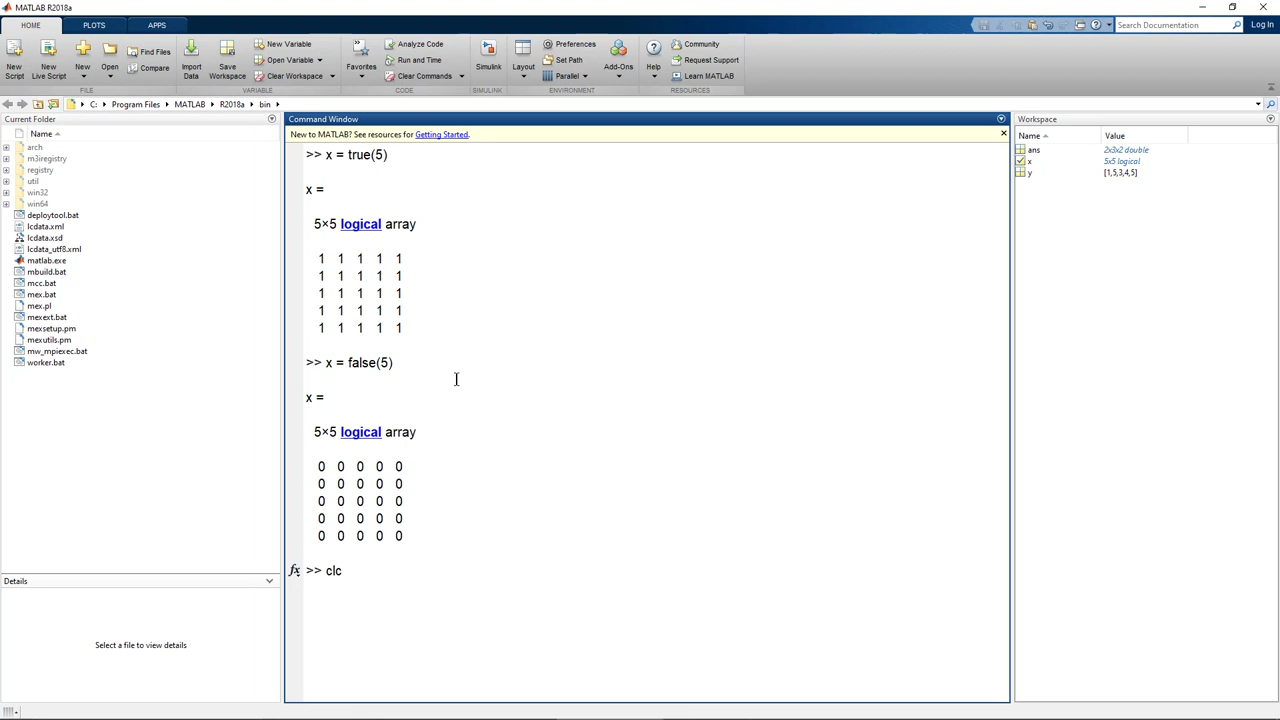 MATLAB R2018a
HOME PLOTS APPS
Search Documentation Log In
New Script
New Live Script
New
Open
Find Files
Compare
Import Data
Save Workspace
New Variable
Open Variable
Clear Workspace
Favorites
Analyze Code
Run and Time
Clear Commands
Simulink
Layout
Preferences
Set Path
Parallel
Add-Ons
Help
Community
Request Support
Learn MATLAB
FILE VARIABLE CODE SIMULINK ENVIRONMENT RESOURCES
C: Program Files MATLAB R2018a bin
Current Folder
Name
arch
m3iregistry
registry
util
win32
win64
deploytool.bat
lcdata.xml
lcdata.xsd
lcdata_utf8.xml
matlab.exe
mbuild.bat
mcc.bat
mex.bat
mex.pl
mexext.bat
mexsetup.pm
mexutils.pm
mw_mpiexec.bat
worker.bat
Details
Select a file to view details
Command Window
New to MATLAB? See resources for Getting Started.
>> x = true(5)
x =
5×5 logical array
1 1 1 1 1
1 1 1 1 1
1 1 1 1 1
1 1 1 1 1
1 1 1 1 1
>> x = false(5)
x =
5×5 logical array
0 0 0 0 0
0 0 0 0 0
0 0 0 0 0
0 0 0 0 0
0 0 0 0 0
fx >> clc
Workspace
Name Value
ans 2x3x2 double
x 5x5 logical
y [1,5,3,4,5]